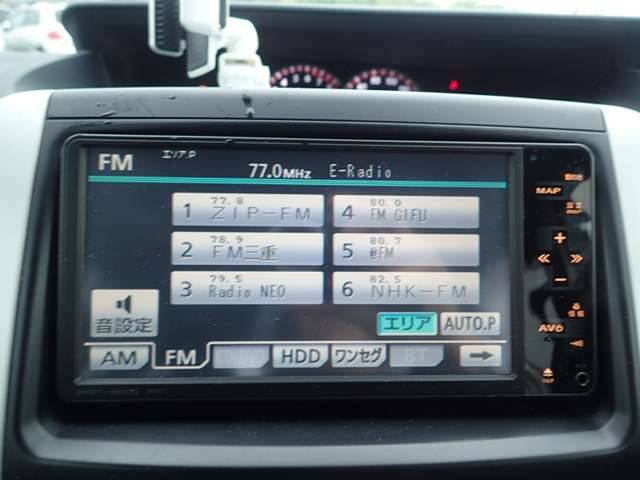 FM エリア.P 77.0MHz E-Radio
77.8
1 ZIP-FM
80.0
4 FM GIFU
78.9
2 FM三重
80.7
5 @FM
79.5
3 Radio NEO
82.5
6 NHK-FM
音設定
エリア AUTO.P
AM FM HDD ワンセグ BT
MAP
+
-
AV